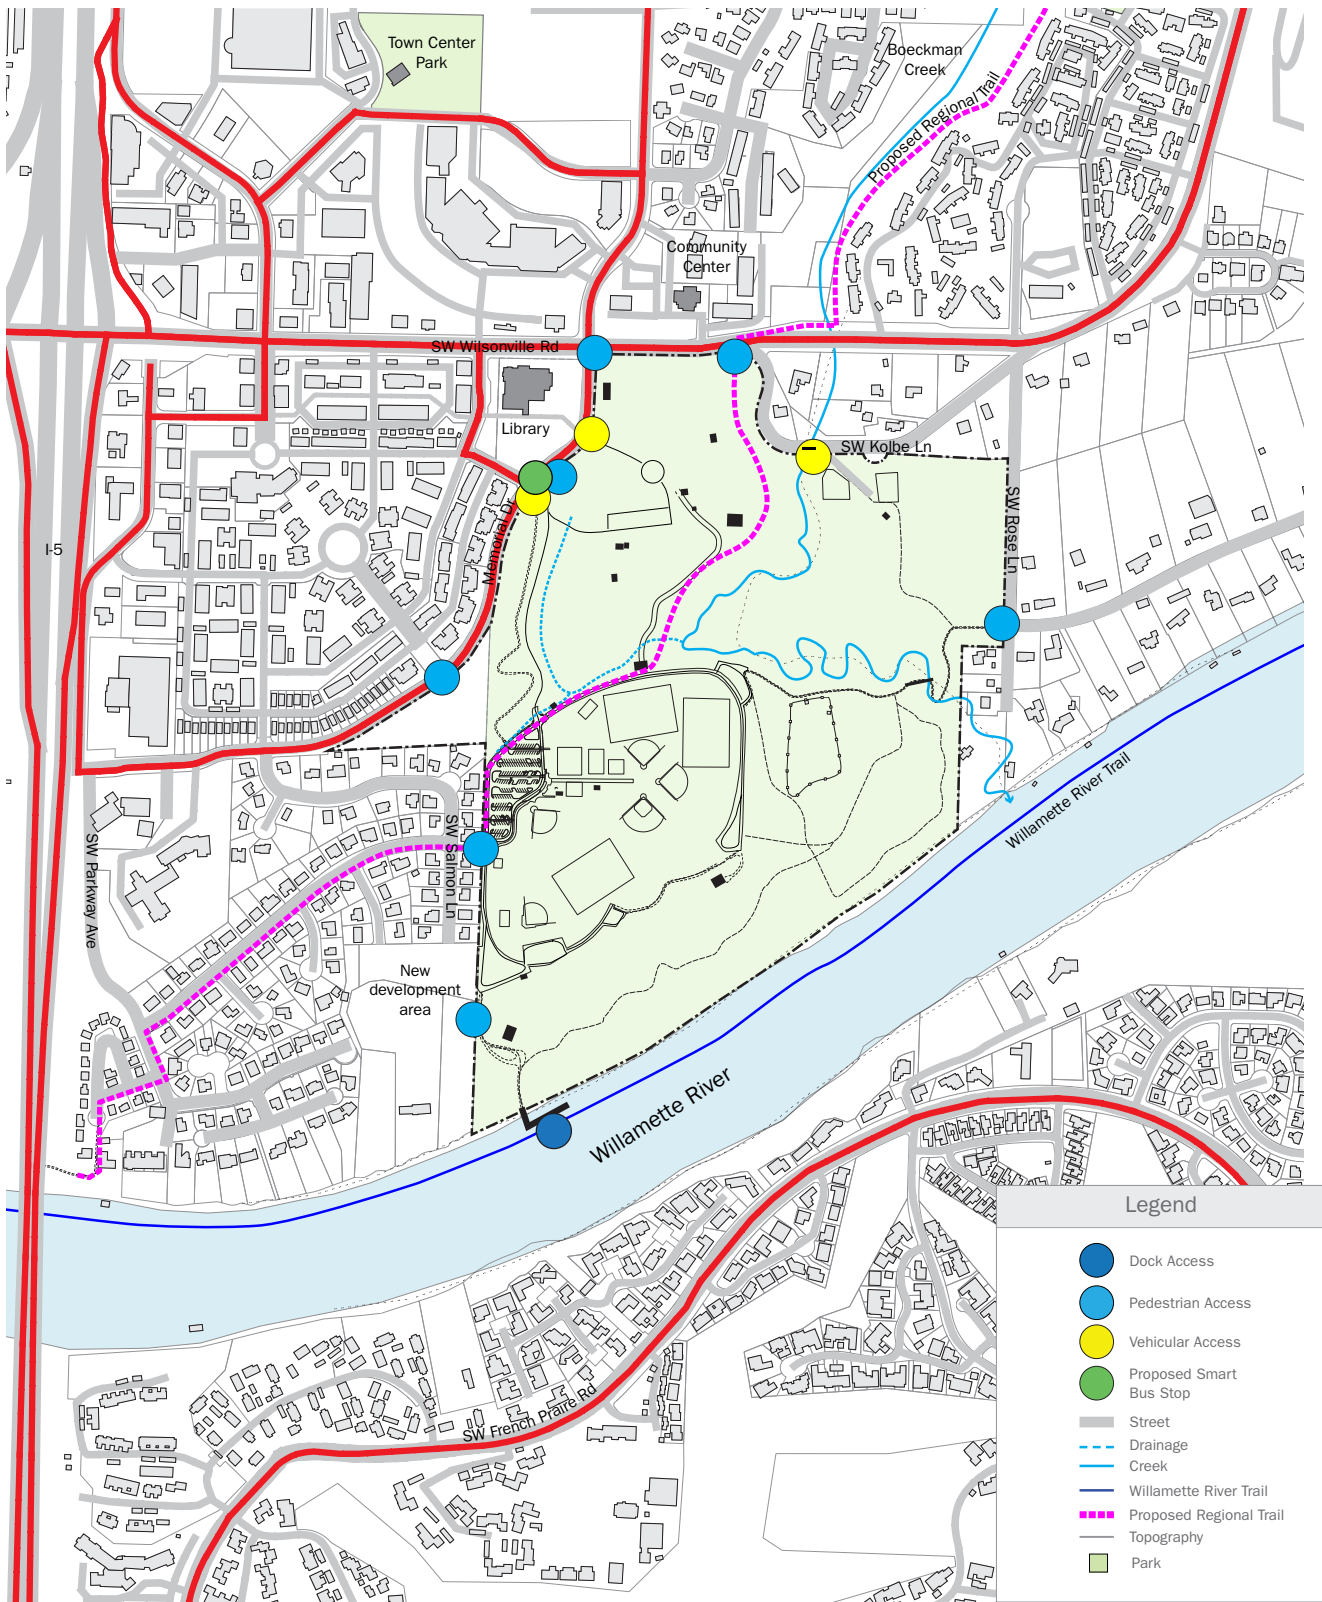 Town Center
Park
Boeckman
Creek
Proposed Regional Trail
Community
Center
SW Wilsonville Rd
Library
SW Kolbe Ln
I-5
Memorial Dr
SW Rose Ln
Willamette River Trail
SW Parkway Ave
SW Salmon Ln
New
development
area
Willamette River
SW French Praire Rd
Legend
Dock Access
Pedestrian Access
Vehicular Access
Proposed Smart
Bus Stop
Street
Drainage
Creek
Willamette River Trail
Proposed Regional Trail
Topography
Park